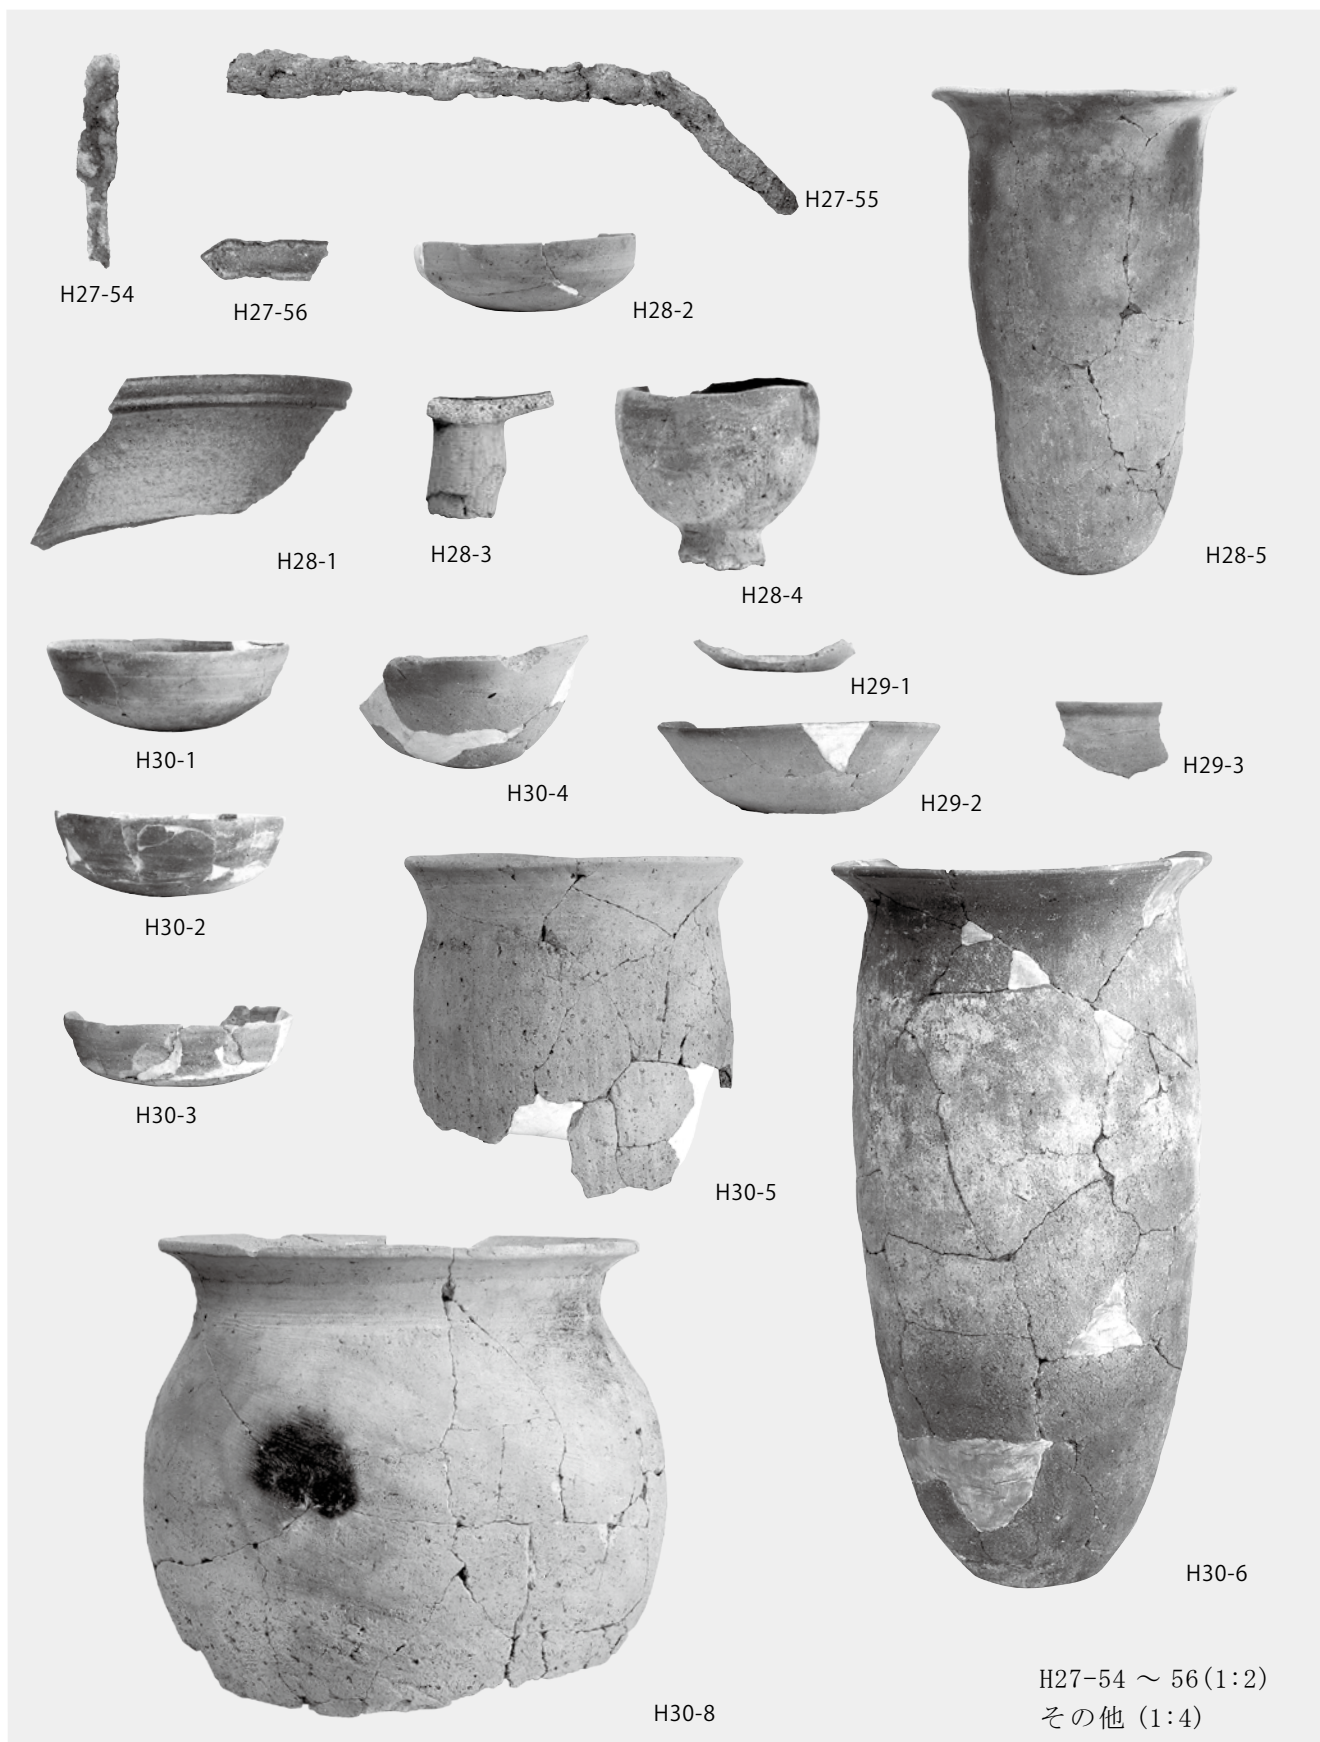 H27-54
H27-55
H27-56
H28-2
H28-1
H28-3
H28-4
H28-5
H30-1
H30-4
H29-1
H29-2
H29-3
H30-2
H30-3
H30-5
H30-6
H30-8
H27-54 ～ 56(1:2)
その他 (1:4)